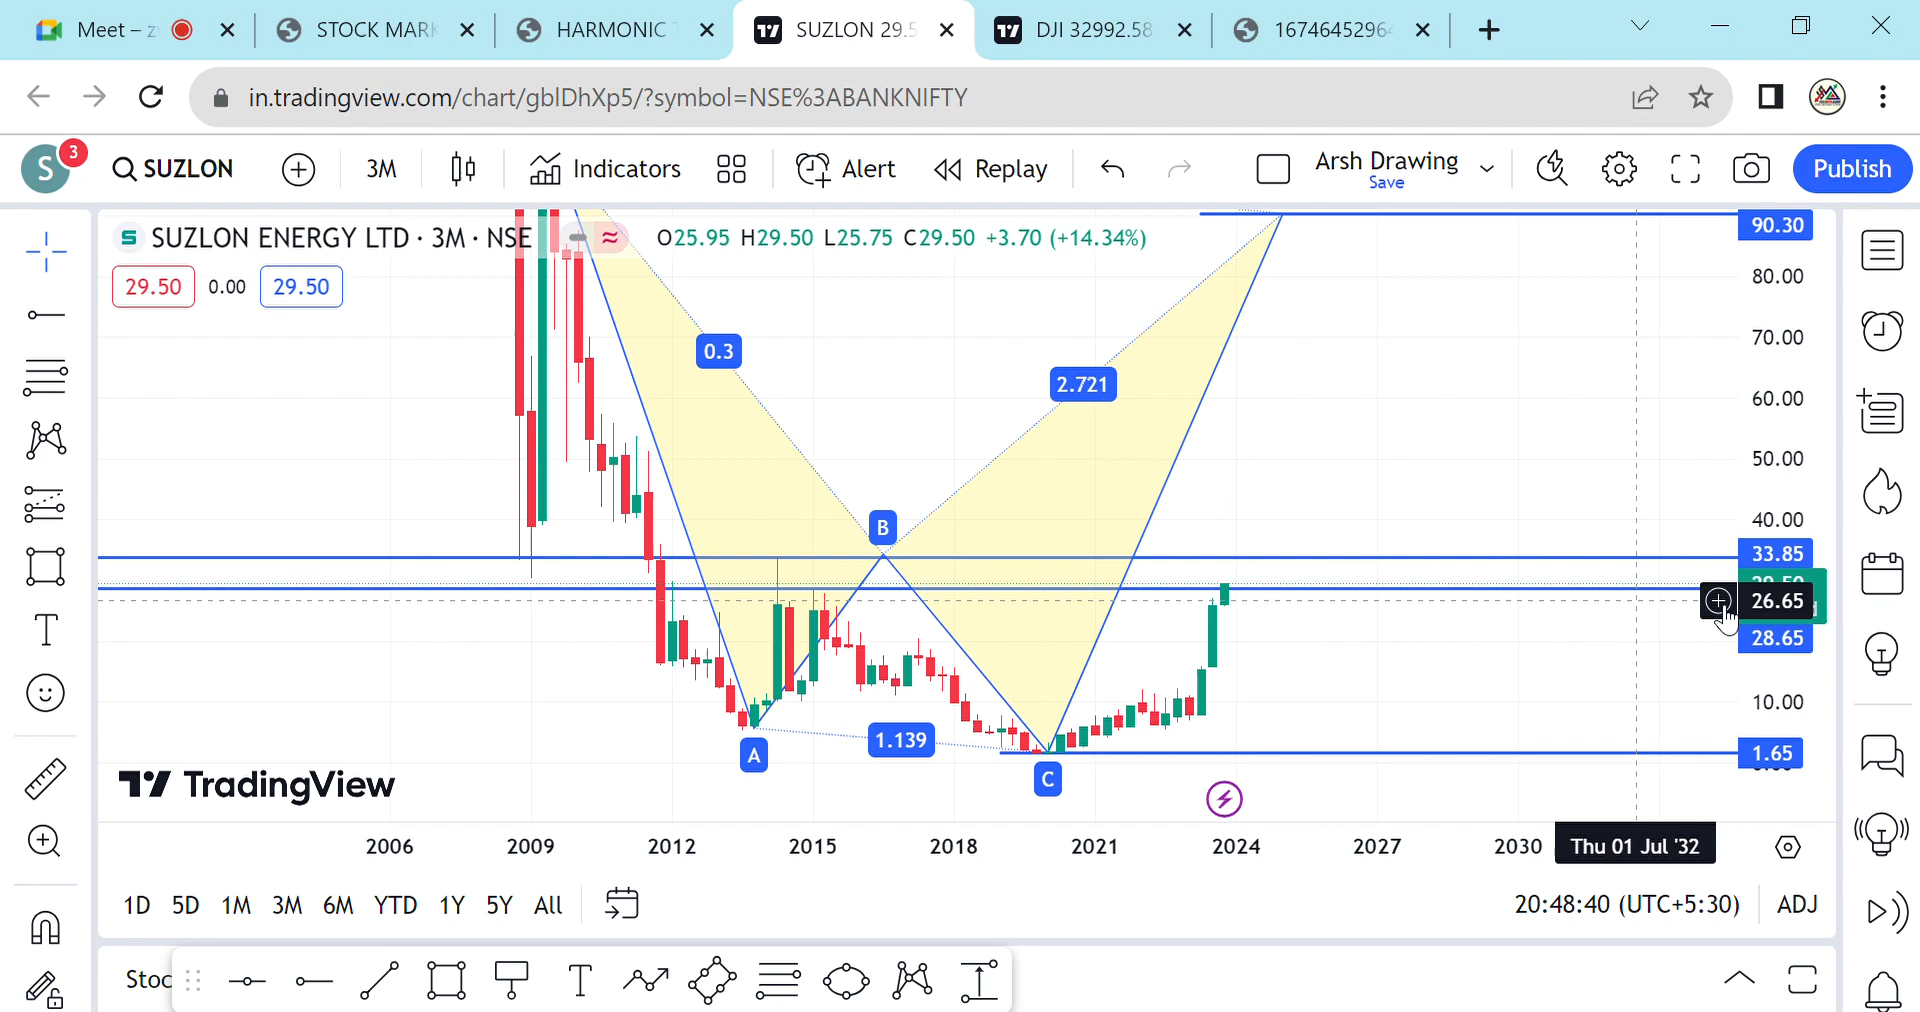 Meet – z
STOCK MARK
HARMONIC T
SUZLON 29.5
DJI 32992.58
16746452964
in.tradingview.com/chart/gblDhXp5/?symbol=NSE%3ABANKNIFTY
S
3
SUZLON
3M
Indicators
Alert
Replay
Arsh Drawing
Save
Publish
S SUZLON ENERGY LTD · 3M · NSE
O25.95 H29.50 L25.75 C29.50 +3.70 (+14.34%)
29.50 0.00 29.50
90.30
80.00
70.00
60.00
50.00
40.00
33.85
29.50
26.65
28.65
10.00
1.65
0.3
2.721
B
1.139
A
C
TradingView
2006 2009 2012 2015 2018 2021 2024 2027 2030 Thu 01 Jul '32
1D 5D 1M 3M 6M YTD 1Y 5Y All
20:48:40 (UTC+5:30) ADJ
Stoc
T